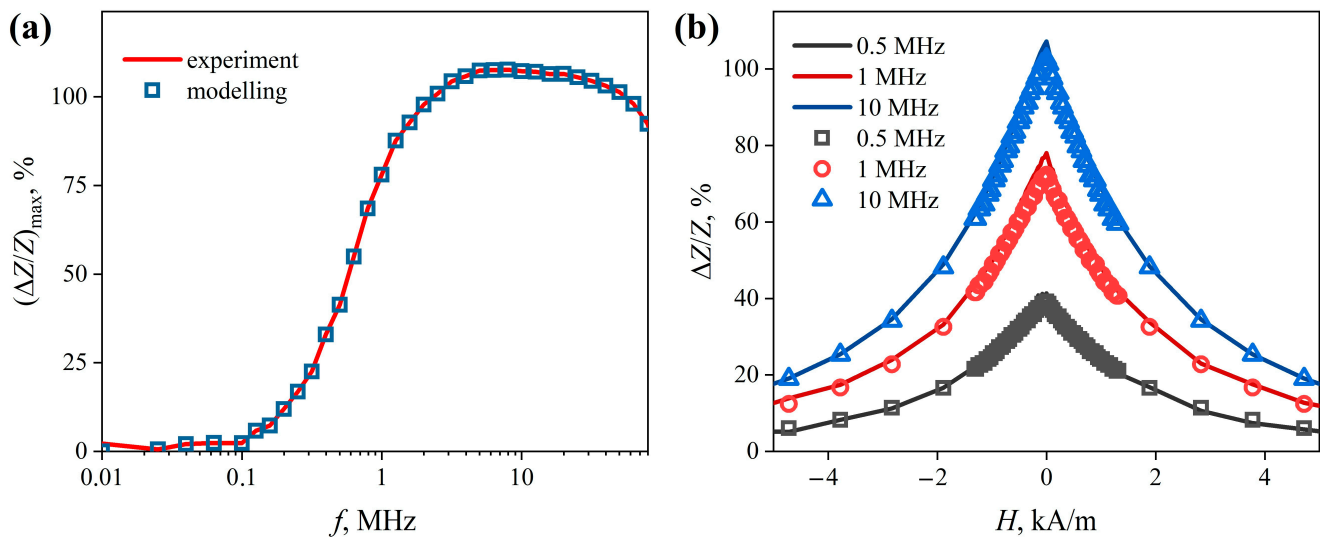 (a)
experiment
modelling
(ΔZ/Z)max, %
100
75
50
25
0
0.01
0.1
1
10
f, MHz
(b)
0.5 MHz
1 MHz
10 MHz
0.5 MHz
1 MHz
10 MHz
ΔZ/Z, %
100
80
60
40
20
0
−4
−2
0
2
4
H, kA/m